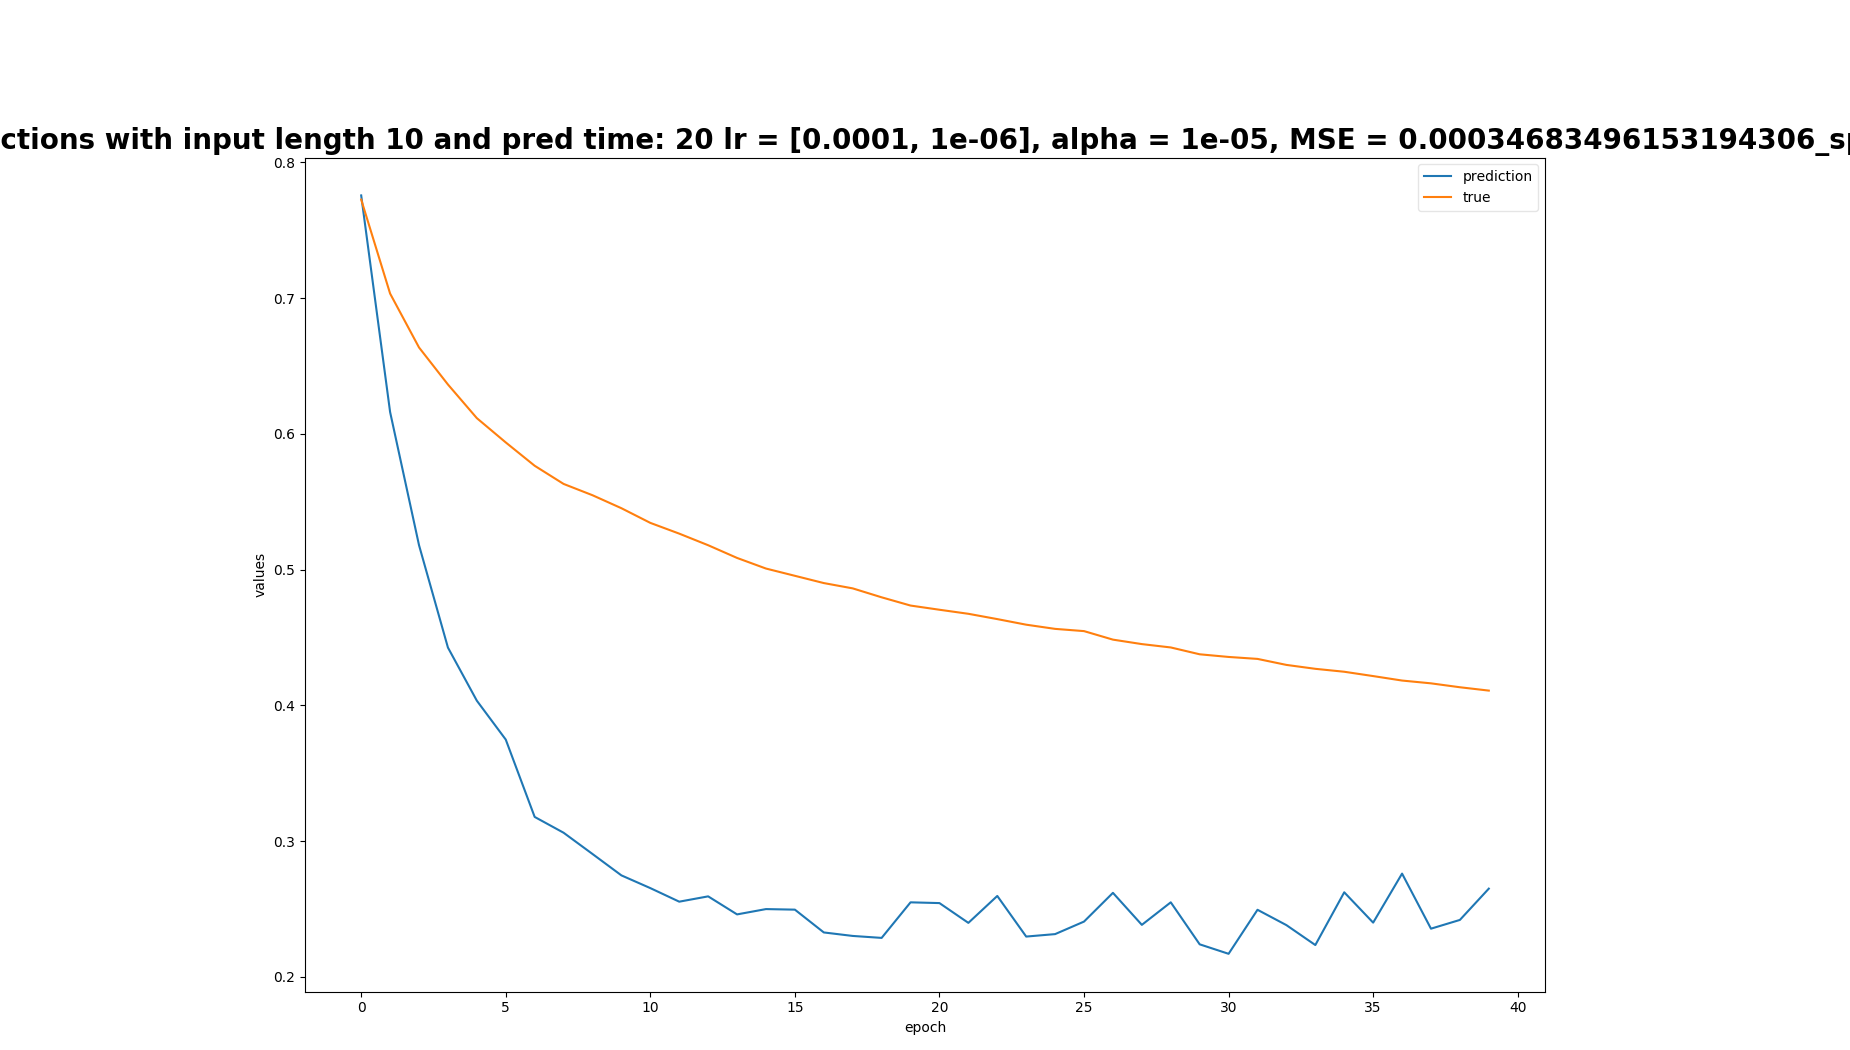 ctions with input length 10 and pred time: 20 lr = [0.0001, 1e-06], alpha = 1e-05, MSE = 0.00034683496153194306_sp
prediction
true
0.8
0.7
0.6
0.5
0.4
0.3
0.2
values
0 5 10 15 20 25 30 35 40
epoch